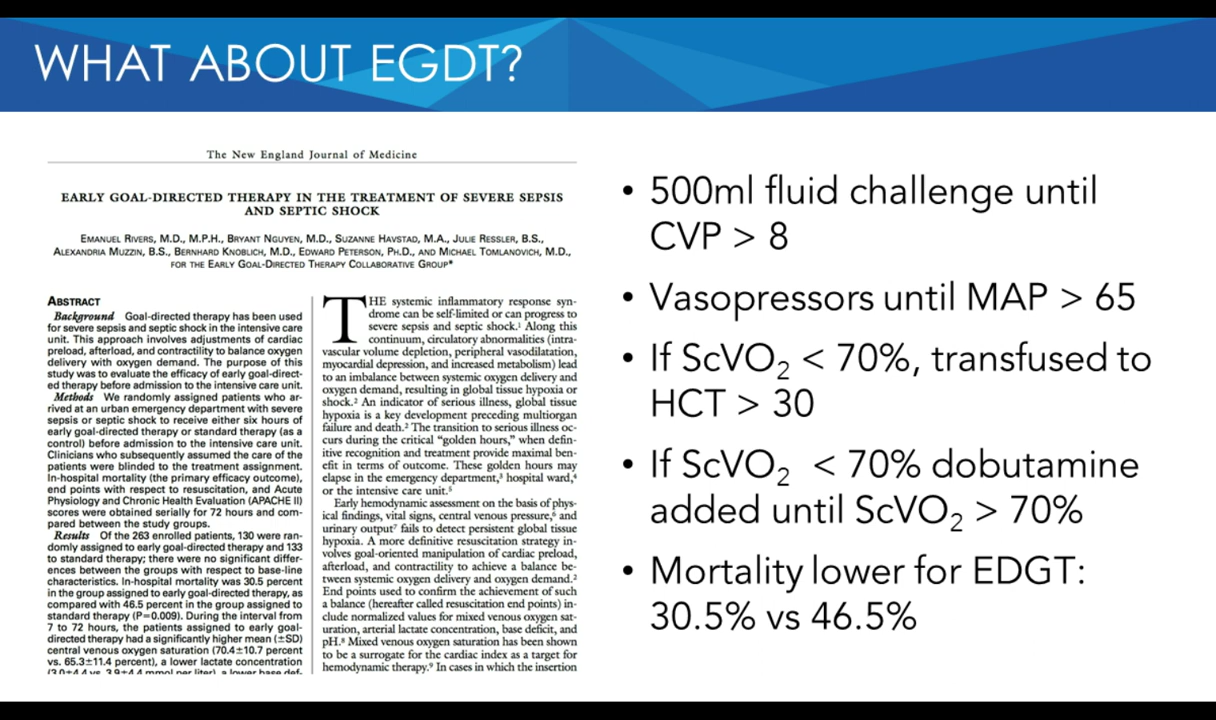 WHAT ABOUT EGDT?
The New England Journal of Medicine
EARLY GOAL-DIRECTED THERAPY IN THE TREATMENT OF SEVERE SEPSIS
AND SEPTIC SHOCK
EMANUEL RIVERS, M.D., M.P.H., BRYANT NGUYEN, M.D., SUZANNE HAVSTAD, M.A., JULIE RESSLER, B.S.,
ALEXANDRIA MUZZIN, B.S., BERNHARD KNOBLICH, M.D., EDWARD PETERSON, PH.D., AND MICHAEL TOMLANOVICH, M.D.,
FOR THE EARLY GOAL-DIRECTED THERAPY COLLABORATIVE GROUP*
ABSTRACT
Background Goal-directed therapy has been used
for severe sepsis and septic shock in the intensive care
unit. This approach involves adjustments of cardiac
preload, afterload, and contractility to balance oxygen
delivery with oxygen demand. The purpose of this
study was to evaluate the efficacy of early goal-direct-
ed therapy before admission to the intensive care unit.
Methods We randomly assigned patients who ar-
rived at an urban emergency department with severe
sepsis or septic shock to receive either six hours of
early goal-directed therapy or standard therapy (as a
control) before admission to the intensive care unit.
Clinicians who subsequently assumed the care of the
patients were blinded to the treatment assignment.
In-hospital mortality (the primary efficacy outcome),
end points with respect to resuscitation, and Acute
Physiology and Chronic Health Evaluation (APACHE II)
scores were obtained serially for 72 hours and com-
pared between the study groups.
Results Of the 263 enrolled patients, 130 were ran-
domly assigned to early goal-directed therapy and 133
to standard therapy; there were no significant differ-
ences between the groups with respect to base-line
characteristics. In-hospital mortality was 30.5 percent
in the group assigned to early goal-directed therapy, as
compared with 46.5 percent in the group assigned to
standard therapy (P=0.009). During the interval from
7 to 72 hours, the patients assigned to early goal-
directed therapy had a significantly higher mean (±SD)
central venous oxygen saturation (70.4±10.7 percent
vs. 65.3±11.4 percent), a lower lactate concentration
(3.0±4.4 vs. 3.9±4.4 mmol per liter), a lower base def-
THE systemic inflammatory response syn-
drome can be self-limited or can progress to
severe sepsis and septic shock.¹ Along this
continuum, circulatory abnormalities (intra-
vascular volume depletion, peripheral vasodilatation,
myocardial depression, and increased metabolism) lead
to an imbalance between systemic oxygen delivery and
oxygen demand, resulting in global tissue hypoxia or
shock.² An indicator of serious illness, global tissue
hypoxia is a key development preceding multiorgan
failure and death.² The transition to serious illness oc-
curs during the critical “golden hours,” when defin-
itive recognition and treatment provide maximal ben-
efit in terms of outcome. These golden hours may
elapse in the emergency department,³ hospital ward,⁴
or the intensive care unit.⁵
Early hemodynamic assessment on the basis of phys-
ical findings, vital signs, central venous pressure,⁶ and
urinary output⁷ fails to detect persistent global tissue
hypoxia. A more definitive resuscitation strategy in-
volves goal-oriented manipulation of cardiac preload,
afterload, and contractility to achieve a balance be-
tween systemic oxygen delivery and oxygen demand.²
End points used to confirm the achievement of such
a balance (hereafter called resuscitation end points) in-
clude normalized values for mixed venous oxygen sat-
uration, arterial lactate concentration, base deficit, and
pH.⁸ Mixed venous oxygen saturation has been shown
to be a surrogate for the cardiac index as a target for
hemodynamic therapy.⁹ In cases in which the insertion
• 500ml fluid challenge until
CVP > 8
• Vasopressors until MAP > 65
• If ScVO₂ < 70%, transfused to
HCT > 30
• If ScVO₂ < 70% dobutamine
added until ScVO₂ > 70%
• Mortality lower for EDGT:
30.5% vs 46.5%